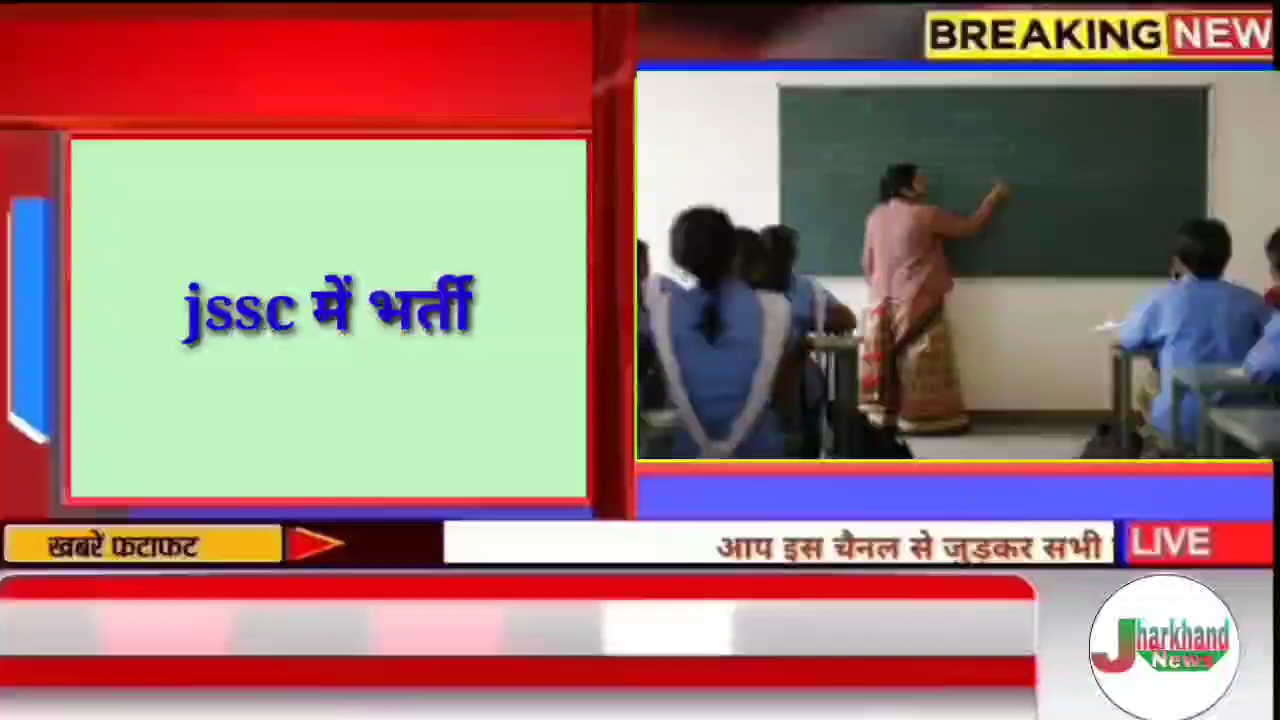 BREAKING NEW
jssc में भर्ती
खबरें फटाफट
आप इस चैनल से जुड़कर सभी
LIVE
Jharkhand
News